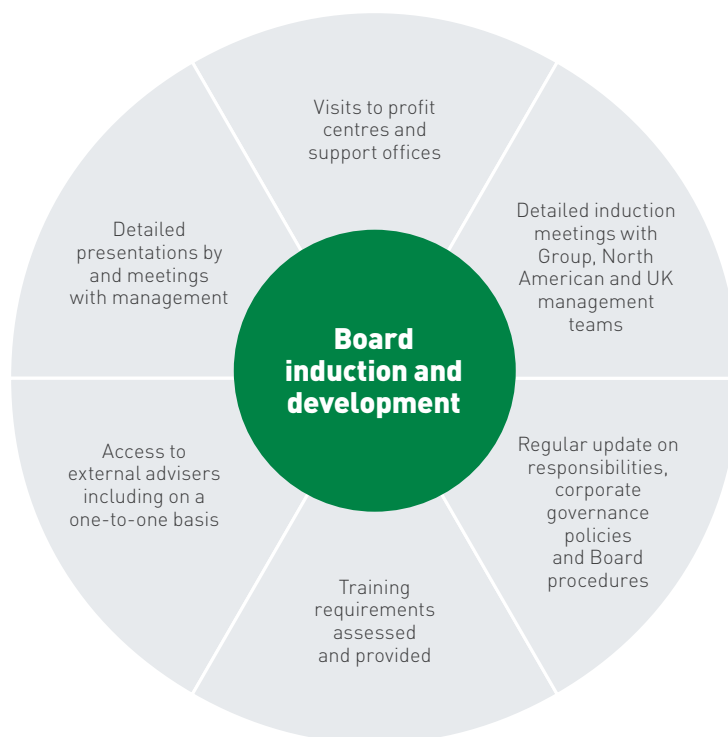 Visits to profit
centres and
support offices
Detailed induction
meetings with
Group, North
American and UK
management
teams
Regular update on
responsibilities,
corporate
governance
policies
and Board
procedures
Training
requirements
assessed
and provided
Access to
external advisers
including on a
one-to-one basis
Detailed
presentations by
and meetings
with management
Board
induction and
development